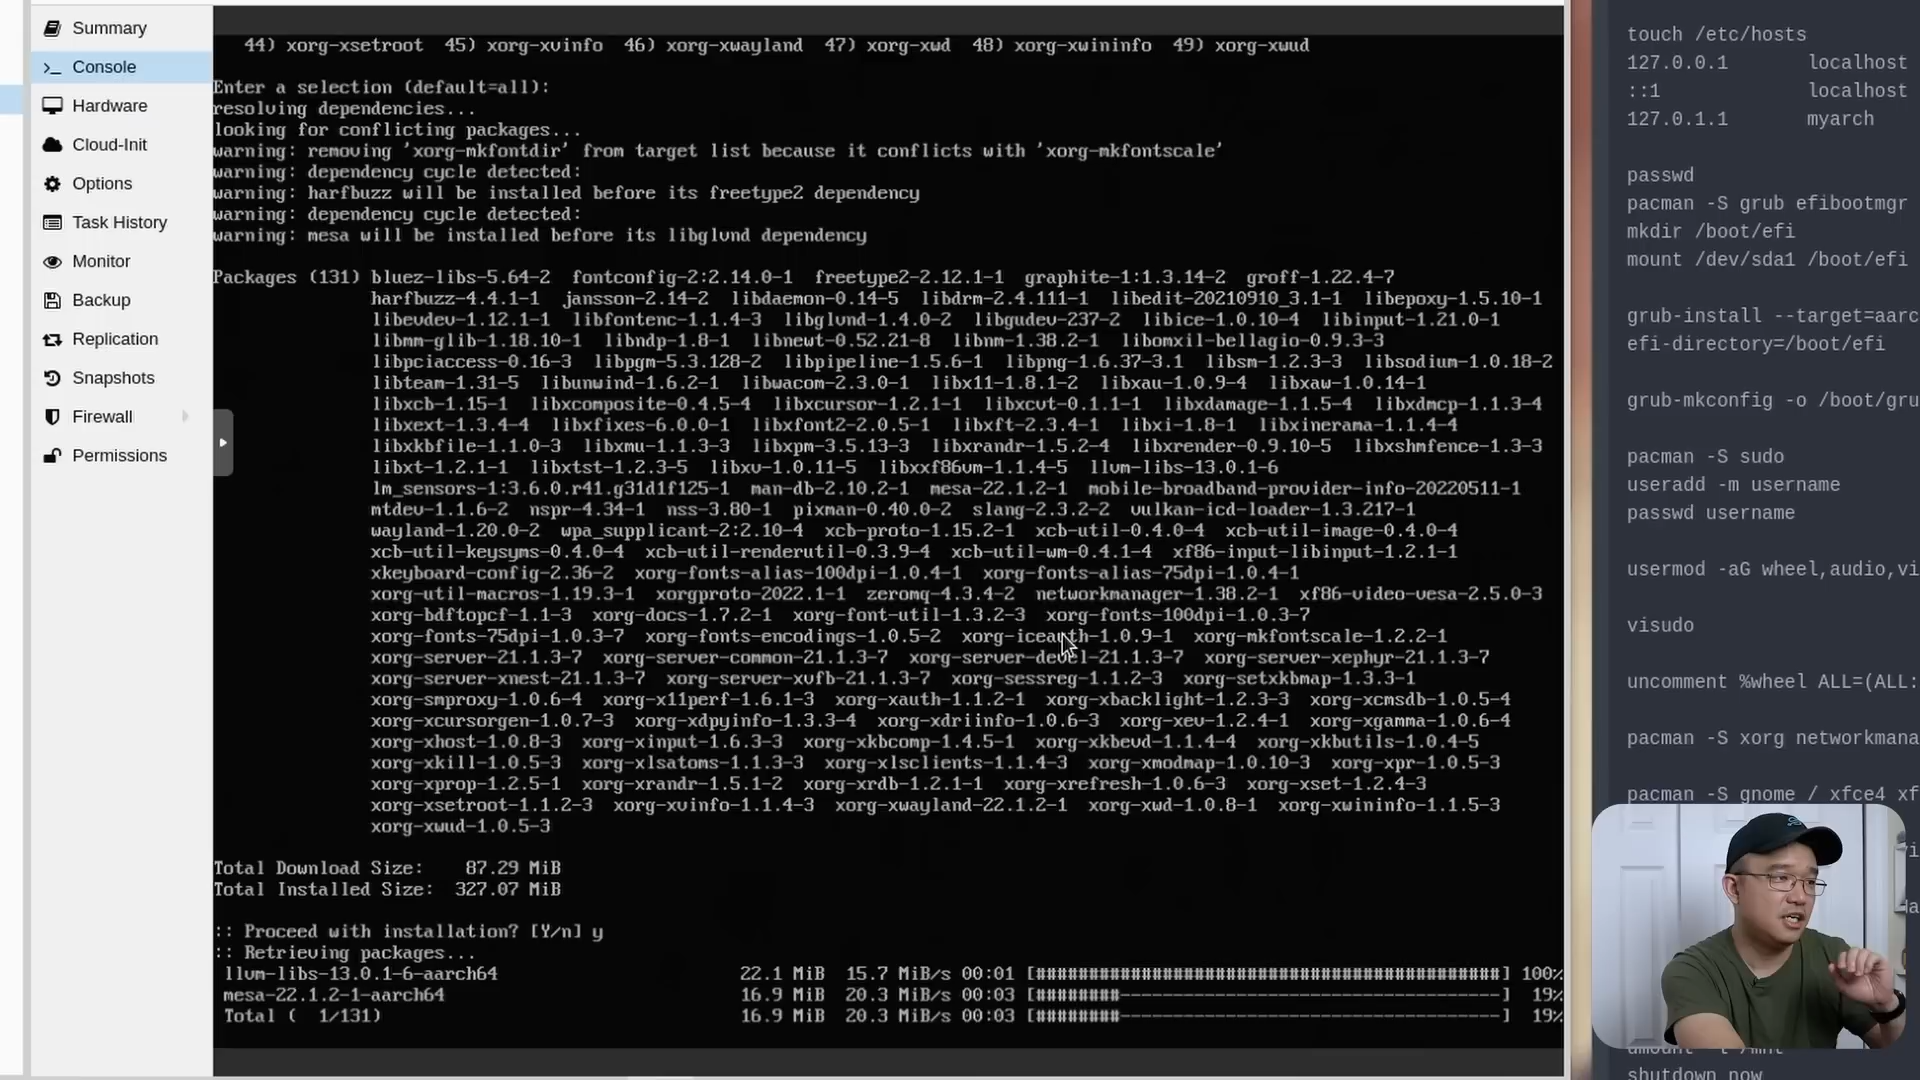 Summary
Console
Hardware
Cloud-Init
Options
Task History
Monitor
Backup
Replication
Snapshots
Firewall
Permissions
44) xorg-xsetroot  45) xorg-xvinfo  46) xorg-xwayland  47) xorg-xwd  48) xorg-xwininfo  49) xorg-xwud
Enter a selection (default=all):
resolving dependencies...
looking for conflicting packages...
warning: removing 'xorg-mkfontdir' from target list because it conflicts with 'xorg-mkfontscale'
warning: dependency cycle detected:
warning: harfbuzz will be installed before its freetype2 dependency
warning: dependency cycle detected:
warning: mesa will be installed before its libglvnd dependency
Packages (131) bluez-libs-5.64-2  fontconfig-2:2.14.0-1  freetype2-2.12.1-1  graphite-1:1.3.14-2  groff-1.22.4-7
harfbuzz-4.4.1-1  jansson-2.14-2  libdaemon-0.14-5  libdrm-2.4.111-1  libedit-20210910_3.1-1  libepoxy-1.5.10-1
libevdev-1.12.1-1  libfontenc-1.1.4-3  libglvnd-1.4.0-2  libgudev-237-2  libice-1.0.10-4  libinput-1.21.0-1
libmm-glib-1.18.10-1  libndp-1.8-1  libnewt-0.52.21-8  libnm-1.38.2-1  libomxil-bellagio-0.9.3-3
libpciaccess-0.16-3  libpgm-5.3.128-2  libpipeline-1.5.6-1  libpng-1.6.37-3.1  libsm-1.2.3-3  libsodium-1.0.18-2
libteam-1.31-5  libunwind-1.6.2-1  libwacom-2.3.0-1  libx11-1.8.1-2  libxau-1.0.9-4  libxaw-1.0.14-1
libxcb-1.15-1  libxcomposite-0.4.5-4  libxcursor-1.2.1-1  libxcvt-0.1.1-1  libxdamage-1.1.5-4  libxdmcp-1.1.3-4
libxext-1.3.4-4  libxfixes-6.0.0-1  libxfont2-2.0.5-1  libxft-2.3.4-1  libxi-1.8-1  libxinerama-1.1.4-4
libxkbfile-1.1.0-3  libxmu-1.1.3-3  libxpm-3.5.13-3  libxrandr-1.5.2-4  libxrender-0.9.10-5  libxshmfence-1.3-3
libxt-1.2.1-1  libxtst-1.2.3-5  libxv-1.0.11-5  libxxf86vm-1.1.4-5  llvm-libs-13.0.1-6
lm_sensors-1:3.6.0.r41.g31d1f125-1  man-db-2.10.2-1  mesa-22.1.2-1  mobile-broadband-provider-info-20220511-1
mtdev-1.1.6-2  nspr-4.34-1  nss-3.80-1  pixman-0.40.0-2  slang-2.3.2-2  vulkan-icd-loader-1.3.217-1
wayland-1.20.0-2  wpa_supplicant-2:2.10-4  xcb-proto-1.15.2-1  xcb-util-0.4.0-4  xcb-util-image-0.4.0-4
xcb-util-keysyms-0.4.0-4  xcb-util-renderutil-0.3.9-4  xcb-util-wm-0.4.1-4  xf86-input-libinput-1.2.1-1
xkeyboard-config-2.36-2  xorg-fonts-alias-100dpi-1.0.4-1  xorg-fonts-alias-75dpi-1.0.4-1
xorg-util-macros-1.19.3-1  xorgproto-2022.1-1  zeromq-4.3.4-2  networkmanager-1.38.2-1  xf86-video-vesa-2.5.0-3
xorg-bdftopcf-1.1-3  xorg-docs-1.7.2-1  xorg-font-util-1.3.2-3  xorg-fonts-100dpi-1.0.3-7
xorg-fonts-75dpi-1.0.3-7  xorg-fonts-encodings-1.0.5-2  xorg-iceauth-1.0.9-1  xorg-mkfontscale-1.2.2-1
xorg-server-21.1.3-7  xorg-server-common-21.1.3-7  xorg-server-devel-21.1.3-7  xorg-server-xephyr-21.1.3-7
xorg-server-xnest-21.1.3-7  xorg-server-xvfb-21.1.3-7  xorg-sessreg-1.1.2-3  xorg-setxkbmap-1.3.3-1
xorg-smproxy-1.0.6-4  xorg-x11perf-1.6.1-3  xorg-xauth-1.1.2-1  xorg-xbacklight-1.2.3-3  xorg-xcmsdb-1.0.5-4
xorg-xcursorgen-1.0.7-3  xorg-xdpyinfo-1.3.3-4  xorg-xdriinfo-1.0.6-3  xorg-xev-1.2.4-1  xorg-xgamma-1.0.6-4
xorg-xhost-1.0.8-3  xorg-xinput-1.6.3-3  xorg-xkbcomp-1.4.5-1  xorg-xkbevd-1.1.4-4  xorg-xkbutils-1.0.4-5
xorg-xkill-1.0.5-3  xorg-xlsatoms-1.1.3-3  xorg-xlsclients-1.1.4-3  xorg-xmodmap-1.0.10-3  xorg-xpr-1.0.5-3
xorg-xprop-1.2.5-1  xorg-xrandr-1.5.1-2  xorg-xrdb-1.2.1-1  xorg-xrefresh-1.0.6-3  xorg-xset-1.2.4-3
xorg-xsetroot-1.1.2-3  xorg-xvinfo-1.1.4-3  xorg-xwayland-22.1.2-1  xorg-xwd-1.0.8-1  xorg-xwininfo-1.1.5-3
xorg-xwud-1.0.5-3
Total Download Size:    87.29 MiB
Total Installed Size:  327.07 MiB
:: Proceed with installation? [Y/n] y
:: Retrieving packages...
llvm-libs-13.0.1-6-aarch64  22.1 MiB  15.7 MiB/s 00:01 [############################################] 100%
mesa-22.1.2-1-aarch64  16.9 MiB  20.3 MiB/s 00:03 [########------------------------------------] 19%
Total (  1/131)  16.9 MiB  20.3 MiB/s 00:03 [########------------------------------------] 19%
touch /etc/hosts
127.0.0.1  localhost
::1  localhost
127.0.1.1  myarch
passwd
pacman -S grub efibootmgr
mkdir /boot/efi
mount /dev/sda1 /boot/efi
grub-install --target=aarc
efi-directory=/boot/efi
grub-mkconfig -o /boot/gru
pacman -S sudo
useradd -m username
passwd username
usermod -aG wheel,audio,vi
visudo
uncomment %wheel ALL=(ALL:
pacman -S xorg networkmana
pacman -S gnome / xfce4 xf
shutdown now